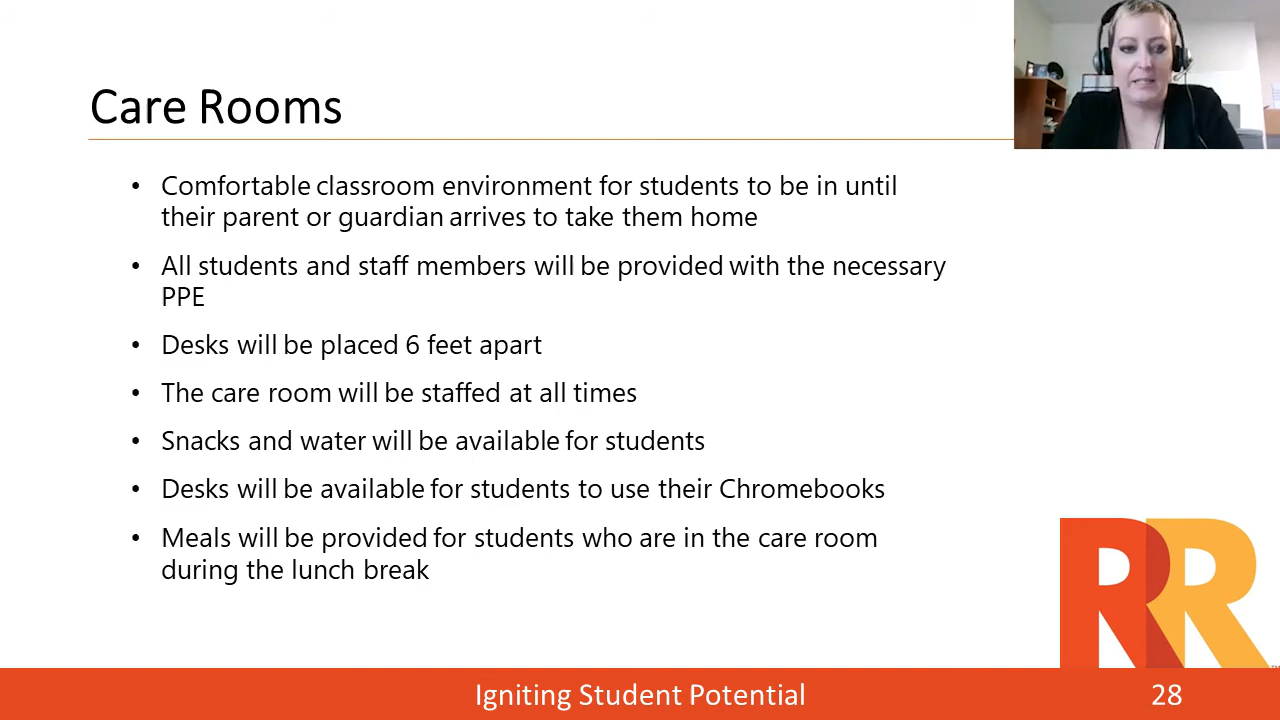 Care Rooms
• Comfortable classroom environment for students to be in until
their parent or guardian arrives to take them home
• All students and staff members will be provided with the necessary
PPE
• Desks will be placed 6 feet apart
• The care room will be staffed at all times
• Snacks and water will be available for students
• Desks will be available for students to use their Chromebooks
• Meals will be provided for students who are in the care room
during the lunch break
RR
Igniting Student Potential
28